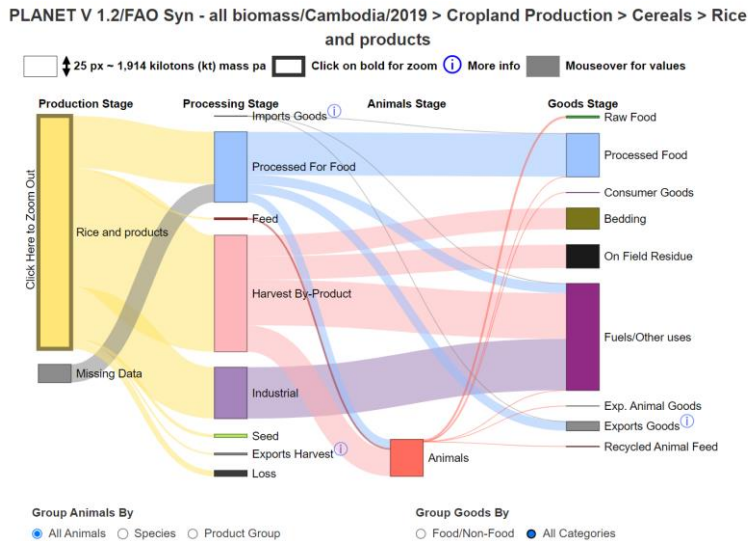 PLANET V 1.2/FAO Syn - all biomass/Cambodia/2019 > Cropland Production > Cereals > Rice
and products
25 px ~ 1,914 kilotons (kt) mass pa Click on bold for zoom i More info Mouseover for values
Production Stage Processing Stage Animals Stage Goods Stage
Imports Goods i
Raw Food
Processed For Food
Processed Food
Consumer Goods
Click Here to Zoom Out
Rice and products
Feed
Bedding
On Field Residue
Harvest By-Product
Fuels/Other uses
Missing Data
Industrial
Exp. Animal Goods
Seed
Exports Goods i
Exports Harvest i
Recycled Animal Feed
Animals
Loss
Group Animals By Group Goods By
All Animals Species Product Group Food/Non-Food All Categories